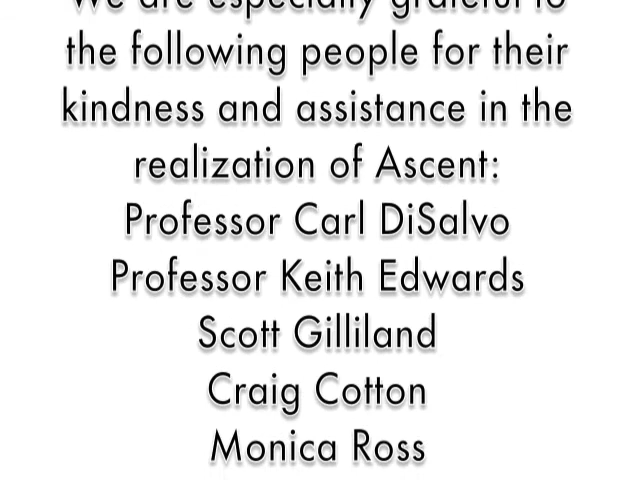 We are especially grateful to
the following people for their
kindness and assistance in the
realization of Ascent:
Professor Carl DiSalvo
Professor Keith Edwards
Scott Gilliland
Craig Cotton
Monica Ross